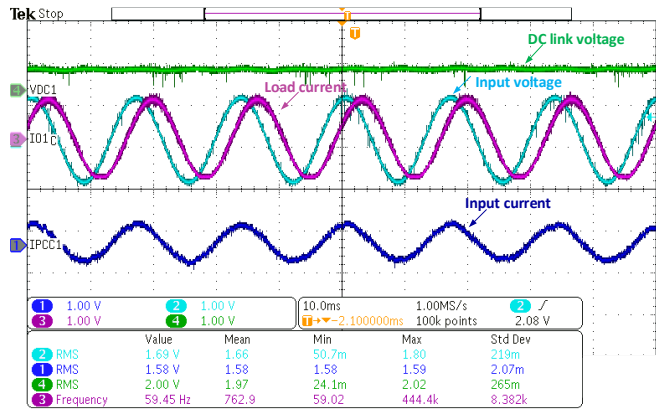 Tek Stop
T
T
DC link voltage
4 VDC1
Load current
Input voltage
3 IO1C
Input current
1 IPCC1
1 1.00 V 2 1.00 V
3 1.00 V 4 1.00 V
10.0ms 1.00MS/s 2
T→▼−2.100000ms 100k points 2.08 V
Value Mean Min Max Std Dev
2 RMS 1.69 V 1.66 50.7m 1.80 219m
1 RMS 1.58 V 1.58 1.58 1.59 2.07m
4 RMS 2.00 V 1.97 24.1m 2.02 265m
3 Frequency 59.45 Hz 762.9 59.02 444.4k 8.382k